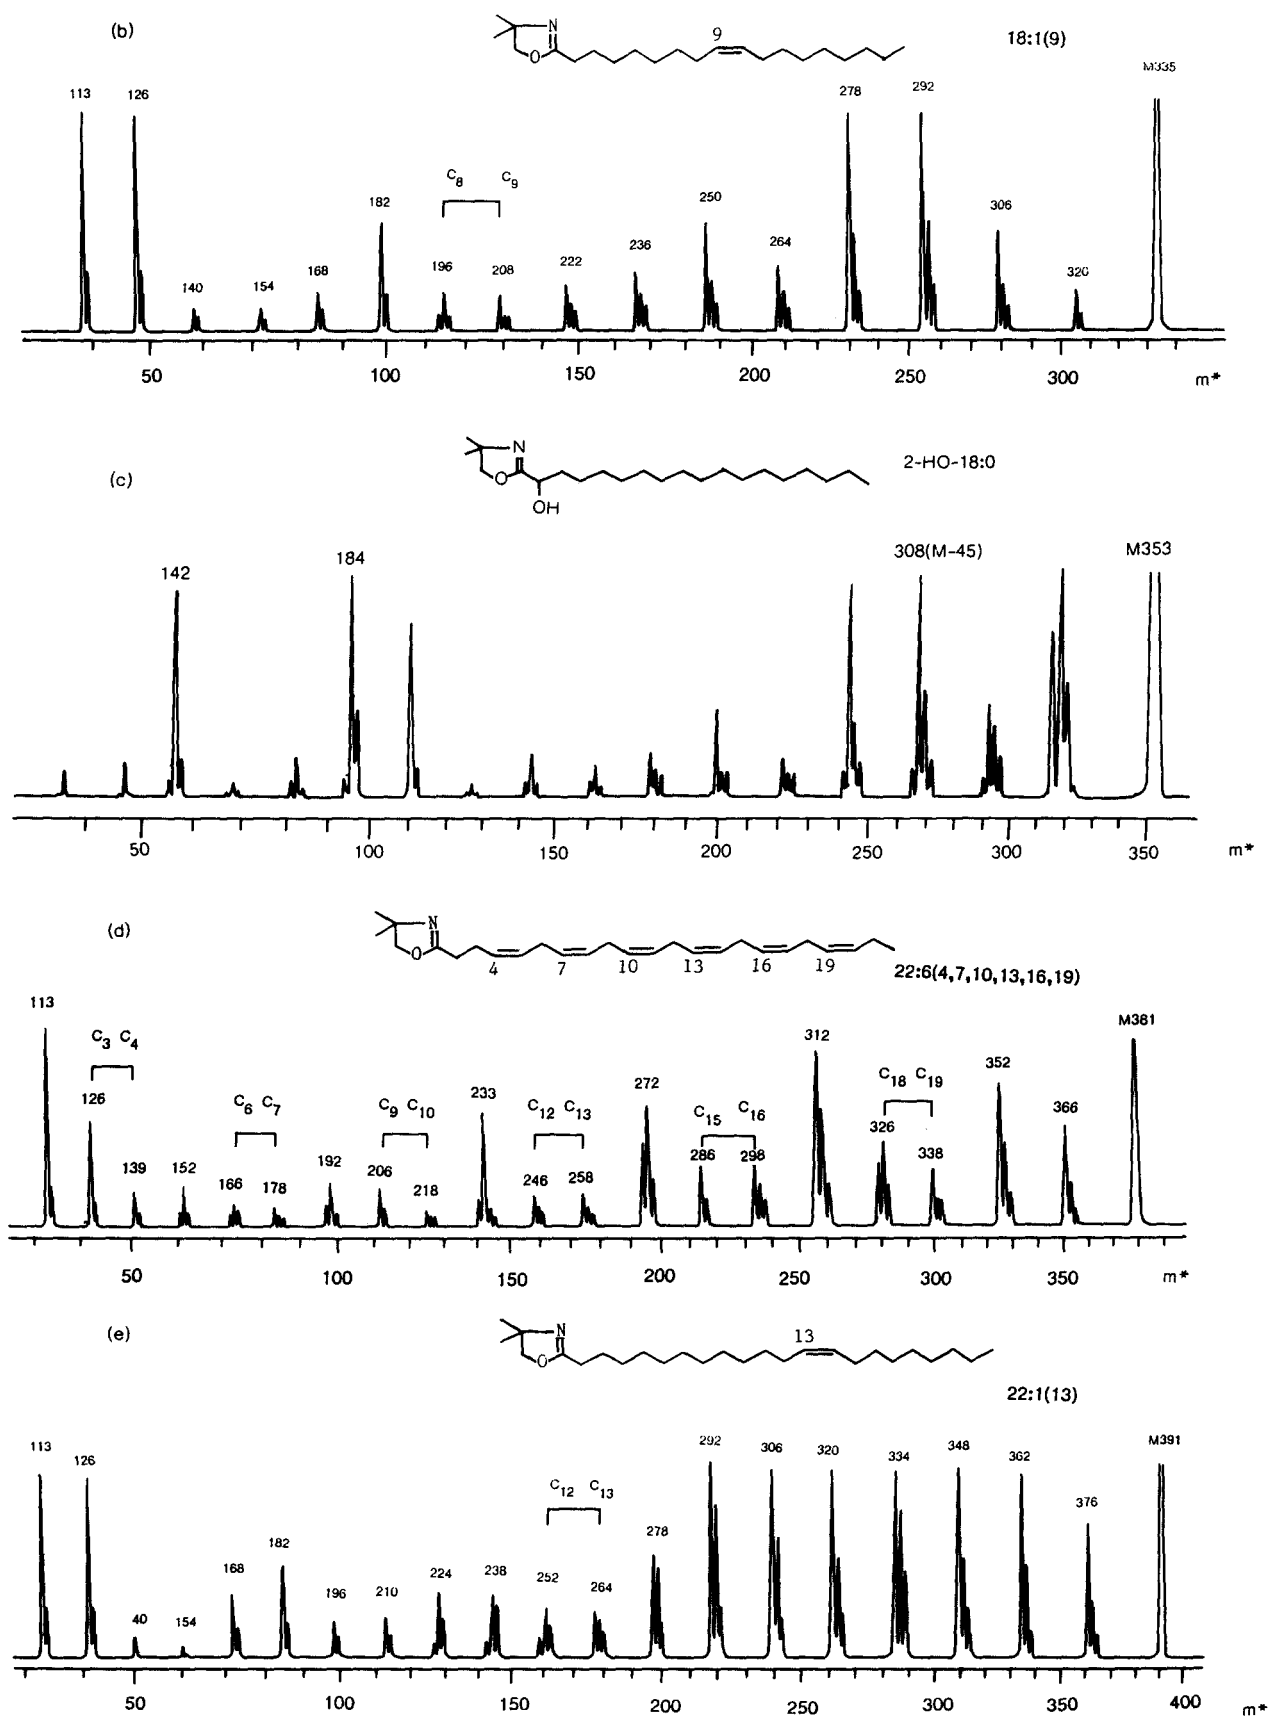 (b)
N
O
9
18:1(9)
113 126 140 154 168 182 196 208 222 236 250 264 278 292 306 320 M335
C8 C9
50 100 150 200 250 300 m*
(c)
N
O
OH
2-HO-18:0
142 184 308(M-45) M353
50 100 150 200 250 300 350 m*
(d)
N
O
4 7 10 13 16 19
22:6(4,7,10,13,16,19)
113 126 139 152 166 178 192 206 218 233 246 258 272 286 298 312 326 338 352 366 M381
C3 C4 C6 C7 C9 C10 C12 C13 C15 C16 C18 C19
50 100 150 200 250 300 350 m*
(e)
N
O
13
22:1(13)
113 126 40 154 168 182 196 210 224 238 252 264 278 292 306 320 334 348 362 376 M391
C12 C13
50 100 150 200 250 300 350 400 m*